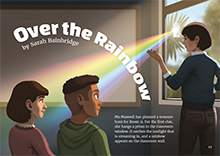 Over the Rainbow
by Sarah Bainbridge
Ms Maxwell has planned a treasure
hunt for Room 6. For the first clue,
she hangs a prism in the classroom
window. It catches the sunlight that
is streaming in, and a rainbow
appears on the classroom wall.